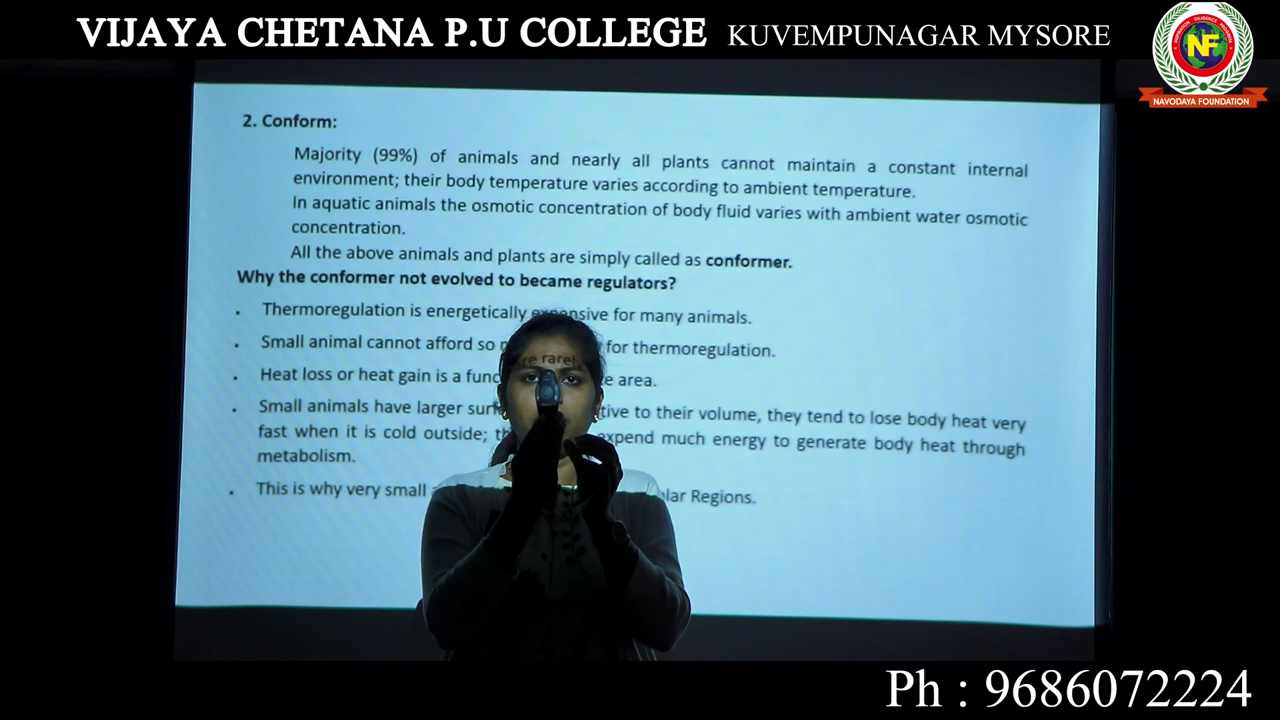 VIJAYA CHETANA P.U COLLEGE KUVEMPUNAGAR MYSORE
NF
NAVODAYA FOUNDATION
2. Conform:
Majority (99%) of animals and nearly all plants cannot maintain a constant internal
environment; their body temperature varies according to ambient temperature.
In aquatic animals the osmotic concentration of body fluid varies with ambient water osmotic
concentration.
All the above animals and plants are simply called as conformer.
Why the conformer not evolved to became regulators?
. Thermoregulation is energetically expensive for many animals.
. Small animal cannot afford so for thermoregulation.
. Heat loss or heat gain is a area.
. Small animals have larger to their volume, they tend to lose body heat very
fast when it is cold outside; expend much energy to generate body heat through
metabolism.
. This is why very small rarely Regions.
Ph : 9686072224